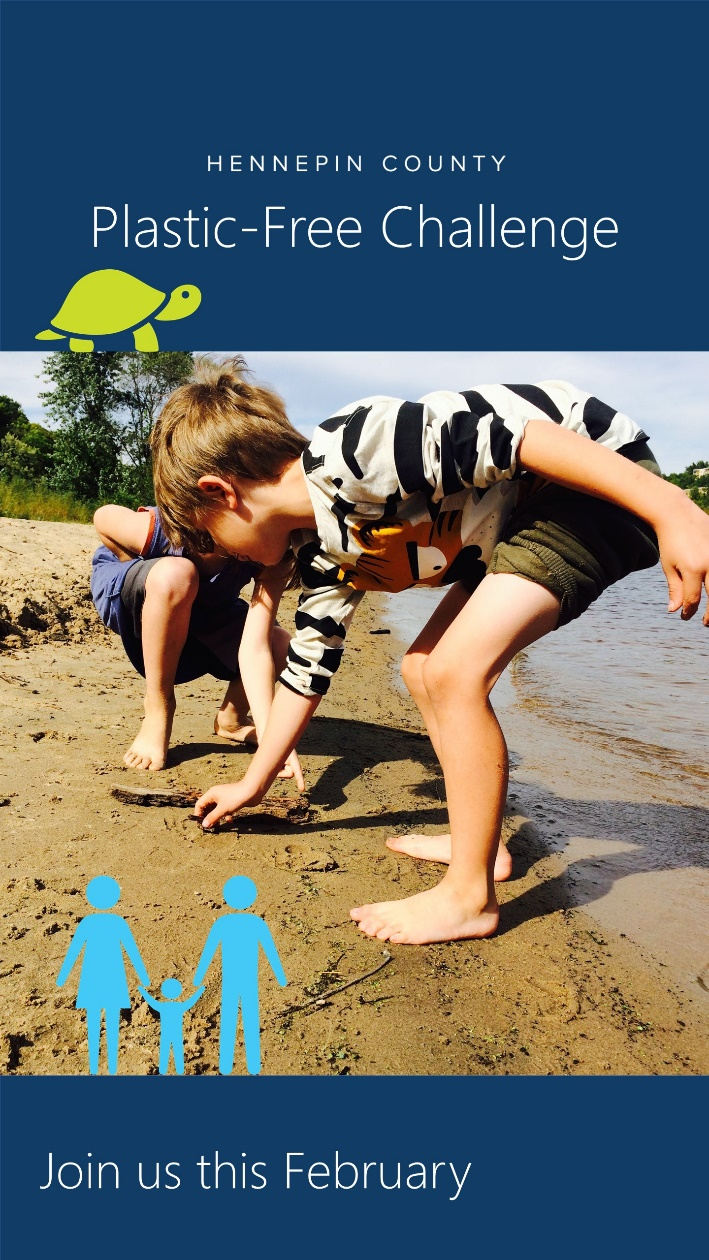 HENNEPIN COUNTY
Plastic-Free Challenge
Join us this February